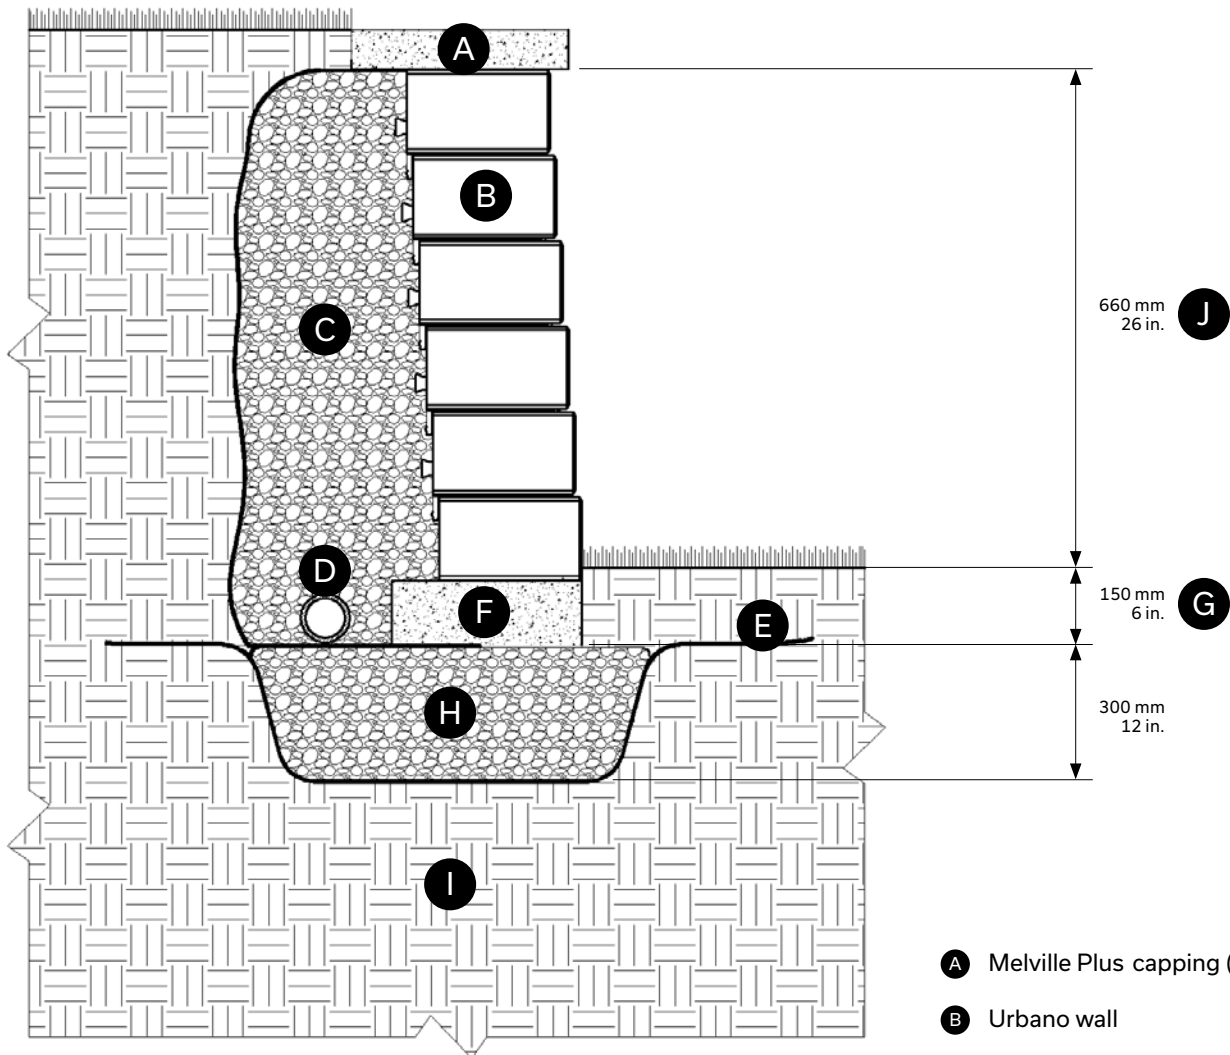 A
B
C
660 mm
26 in.
J
D
F
E
150 mm
6 in.
G
H
300 mm
12 in.
I
A Melville Plus capping (
B Urbano wall